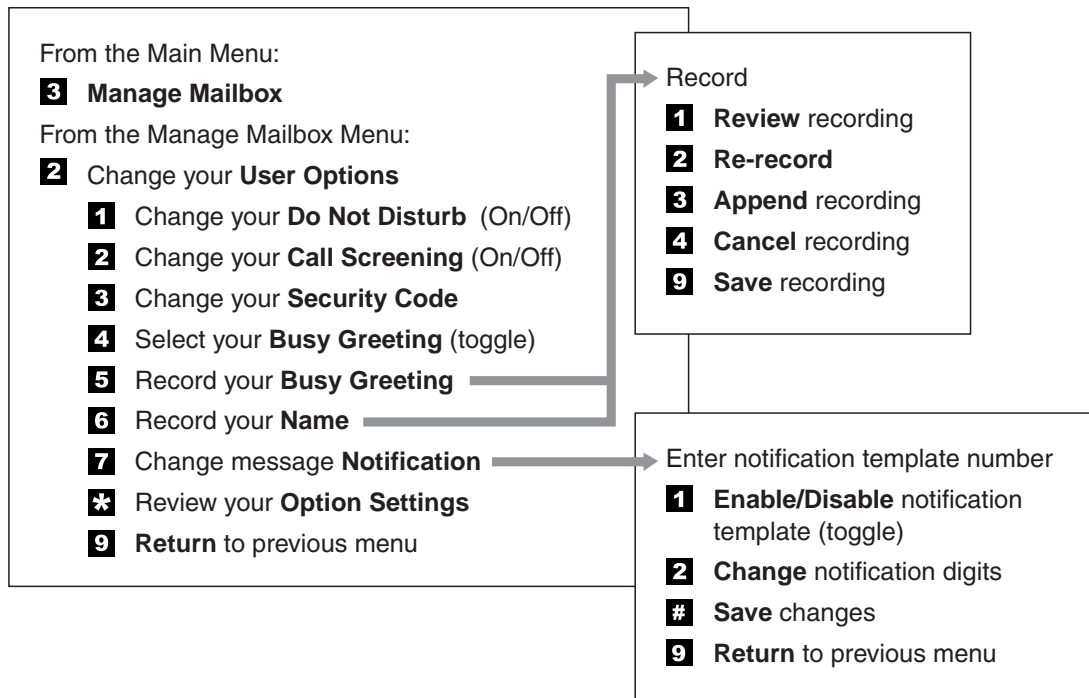 From the Main Menu:
3 Manage Mailbox
From the Manage Mailbox Menu:
2 Change your User Options
1 Change your Do Not Disturb (On/Off)
2 Change your Call Screening (On/Off)
3 Change your Security Code
4 Select your Busy Greeting (toggle)
5 Record your Busy Greeting
6 Record your Name
7 Change message Notification
* Review your Option Settings
9 Return to previous menu
Record
1 Review recording
2 Re-record
3 Append recording
4 Cancel recording
9 Save recording
Enter notification template number
1 Enable/Disable notification
template (toggle)
2 Change notification digits
# Save changes
9 Return to previous menu